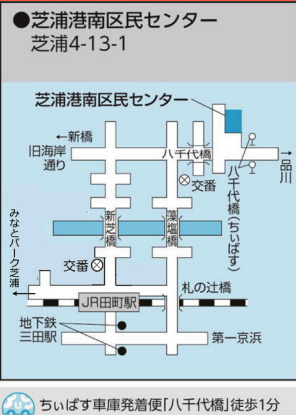 ●芝浦港南区民センター
芝浦4-13-1
芝浦港南区民センター
←新橋
旧海岸
通り
八千代橋
→品川
交番
八千代橋(ちぃばす)
新芝橋
藻塩橋
みなとパーク芝浦
交番
札の辻橋
JR田町駅
地下鉄
三田駅
第一京浜
ちぃばす車庫発着便「八千代橋」徒歩1分